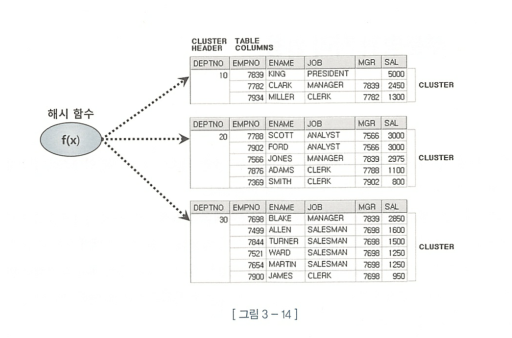 CLUSTER TABLE
HEADER COLUMNS
DEPTNO EMPNO ENAME JOB MGR SAL
10 7839 KING PRESIDENT 5000
7782 CLARK MANAGER 7839 2450
7934 MILLER CLERK 7782 1300
CLUSTER
해시 함수
f(x)
DEPTNO EMPNO ENAME JOB MGR SAL
20 7788 SCOTT ANALYST 7566 3000
7902 FORD ANALYST 7566 3000
7566 JONES MANAGER 7839 2975
7876 ADAMS CLERK 7788 1100
7369 SMITH CLERK 7902 800
CLUSTER
DEPTNO EMPNO ENAME JOB MGR SAL
30 7698 BLAKE MANAGER 7839 2850
7499 ALLEN SALESMAN 7698 1600
7844 TURNER SALESMAN 7698 1500
7521 WARD SALESMAN 7698 1250
7654 MARTIN SALESMAN 7698 1250
7900 JAMES CLERK 7698 950
CLUSTER
[ 그림 3 – 14 ]